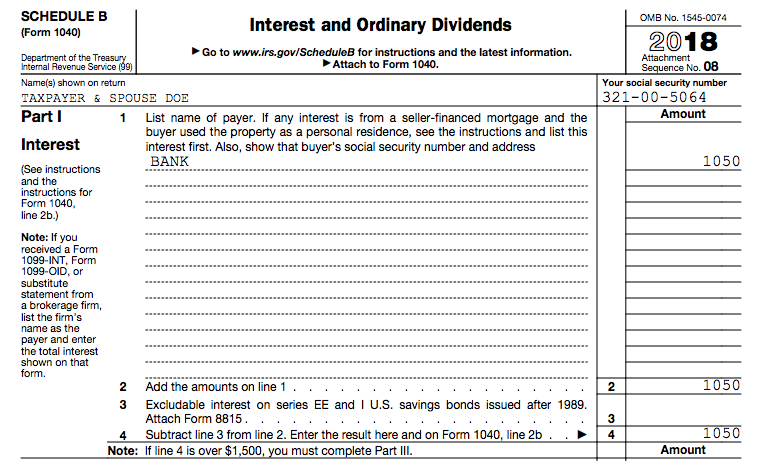 SCHEDULE B
(Form 1040)
Department of the Treasury
Internal Revenue Service (99)
Interest and Ordinary Dividends
▶ Go to www.irs.gov/ScheduleB for instructions and the latest information.
▶ Attach to Form 1040.
OMB No. 1545-0074
2018
Attachment
Sequence No. 08
Name(s) shown on return
TAXPAYER & SPOUSE DOE
Your social security number
321-00-5064
Part I
Interest
(See instructions
and the
instructions for
Form 1040,
line 2b.)
Note: If you
received a Form
1099-INT, Form
1099-OID, or
substitute
statement from
a brokerage firm,
list the firm's
name as the
payer and enter
the total interest
shown on that
form.
Amount
1 List name of payer. If any interest is from a seller-financed mortgage and the
buyer used the property as a personal residence, see the instructions and list this
interest first. Also, show that buyer's social security number and address
BANK 1050
2 Add the amounts on line 1 . . . . . . . . . . . . . . . . . . 2 1050
3 Excludable interest on series EE and I U.S. savings bonds issued after 1989.
Attach Form 8815 . . . . . . . . . . . . . . . . . . . . 3
4 Subtract line 3 from line 2. Enter the result here and on Form 1040, line 2b . . ▶ 4 1050
Note: If line 4 is over $1,500, you must complete Part III. Amount